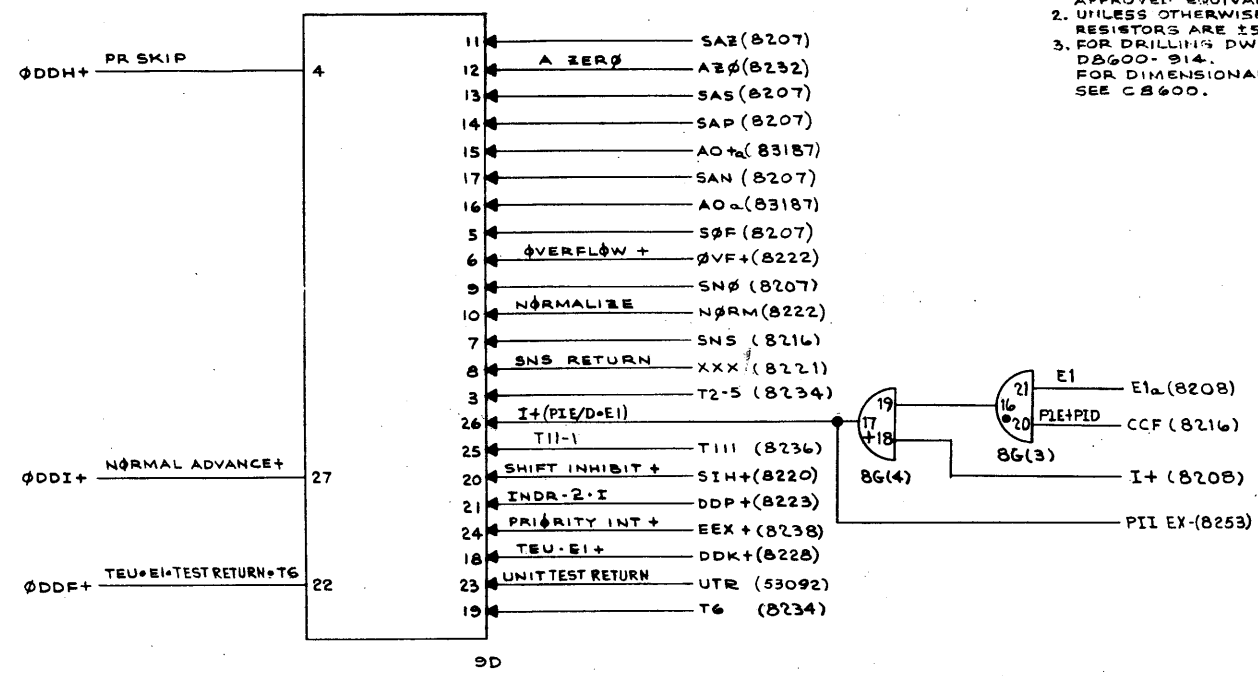 APPROVED EQUIVA
2. UNLESS OTHERWISE
RESISTORS ARE ±5
3. FOR DRILLING DW
DB600-914.
FOR DIMENSIONAL
SEE CB600.
ØDDH+ PR SKIP 4
11 SAZ(8207)
12 A ZERØ AZØ(8232)
13 SAS(8207)
14 SAP(8207)
15 AO+a(83187)
17 SAN (8207)
16 AOa(83187)
5 SØF(8207)
6 ØVERFLØW + ØVF+(8222)
9 SNØ (8207)
10 NØRMALIZE NØRM(8222)
7 SNS (8216)
8 SNS RETURN XXX (8221)
3 T2-5 (8234)
26 I+(PIE/D•E1) 17 19 +18 8G(4) 16 21 •20 8G(3)
E1 E1a(8208)
PIE+PID CCF (8216)
I+ (8208)
PII EX-(8253)
25 T11-1 T111 (8236)
ØDDI+ NØRMAL ADVANCE+ 27
20 SHIFT INHIBIT + SIH+(8220)
21 INDR-2•I DDP+(8223)
24 PRIØRITY INT + EEX+(8238)
18 TEU•E1+ DDK+(8228)
ØDDF+ TEU•E1•TEST RETURN•T6 22
23 UNIT TEST RETURN UTR (53092)
19 T6 (8234)
9D